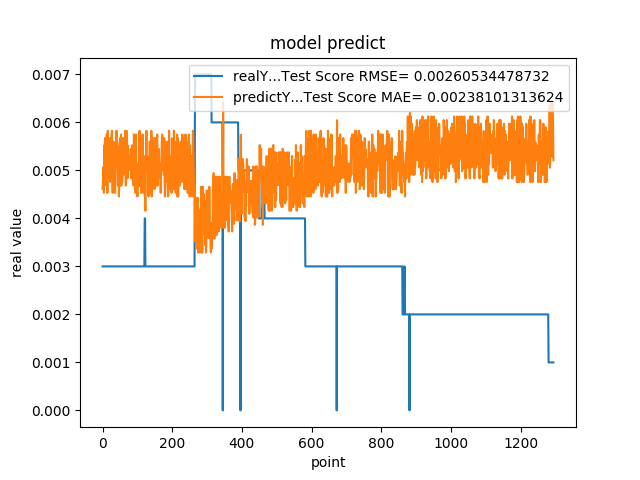 model predict
realY...Test Score RMSE= 0.00260534478732
predictY...Test Score MAE= 0.00238101313624
0.007
0.006
0.005
0.004
0.003
0.002
0.001
0.000
real value
0 200 400 600 800 1000 1200
point